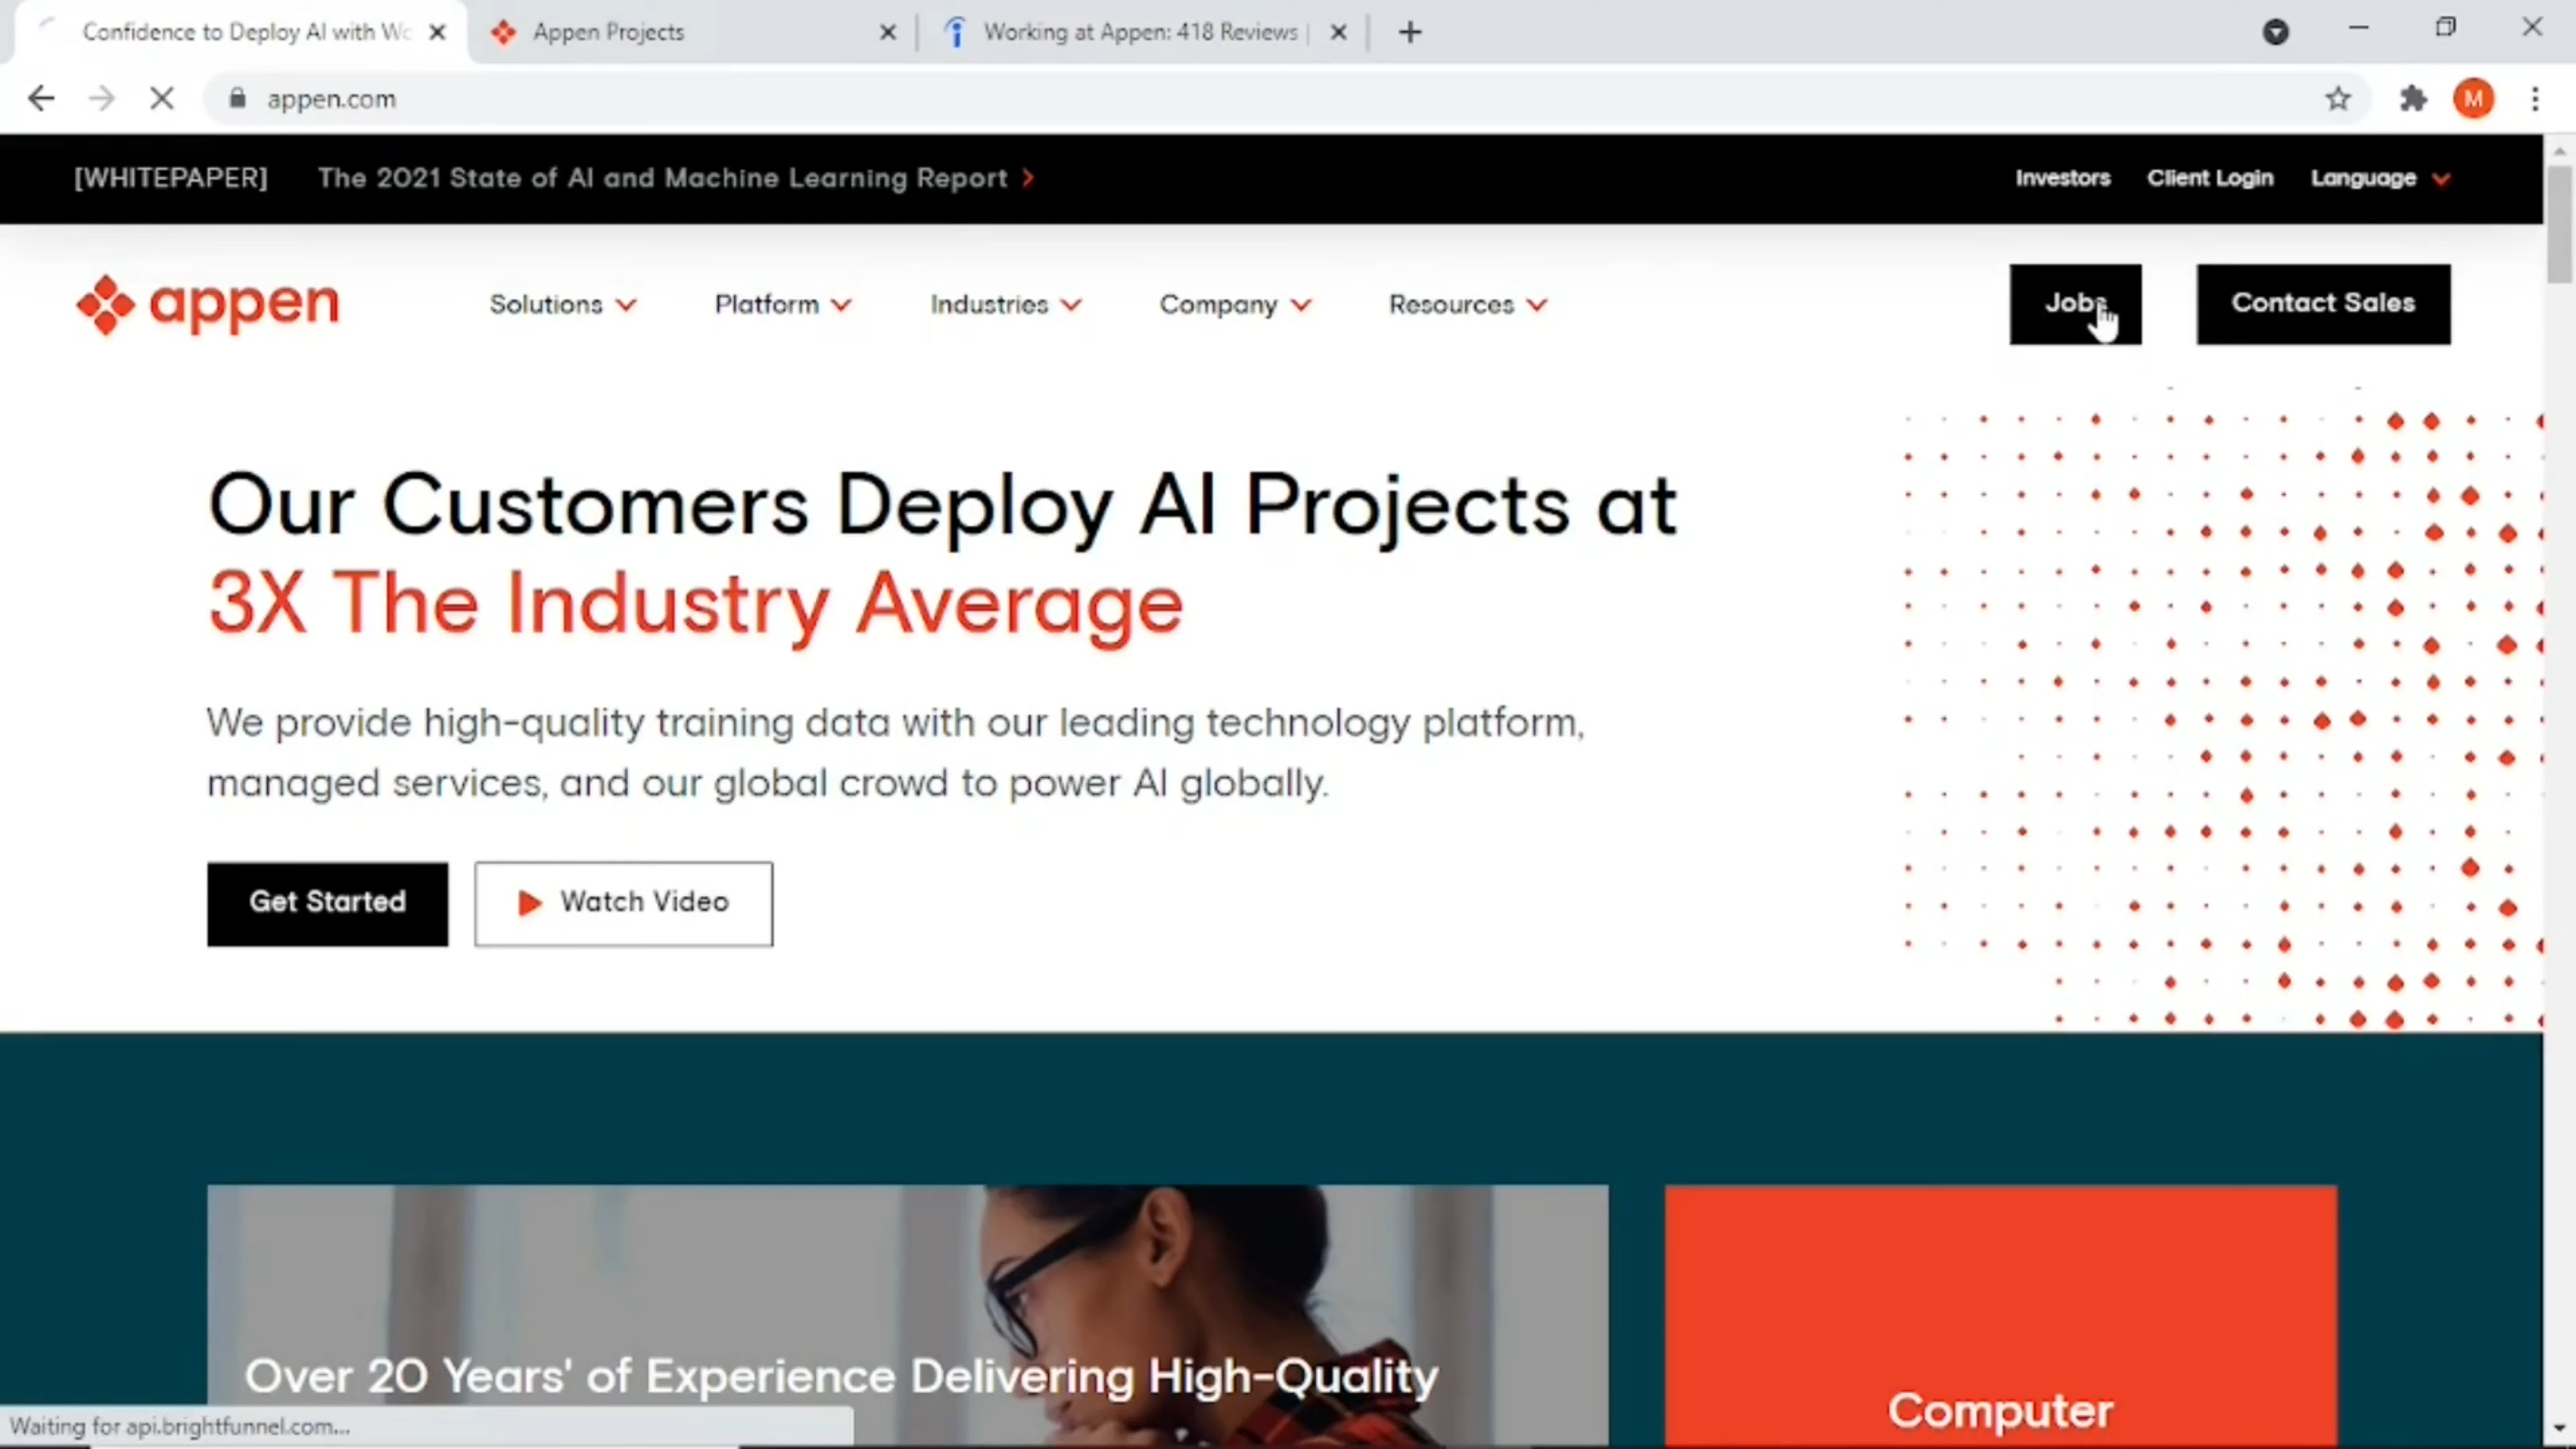 Confidence to Deploy AI with Wo
Appen Projects
Working at Appen: 418 Reviews |
appen.com
M
[WHITEPAPER] The 2021 State of AI and Machine Learning Report
Investors Client Login Language
appen
Solutions Platform Industries Company Resources
Jobs Contact Sales
Our Customers Deploy AI Projects at
3X The Industry Average
We provide high-quality training data with our leading technology platform,
managed services, and our global crowd to power AI globally.
Get Started Watch Video
Over 20 Years' of Experience Delivering High-Quality
Computer
Waiting for api.brightfunnel.com...